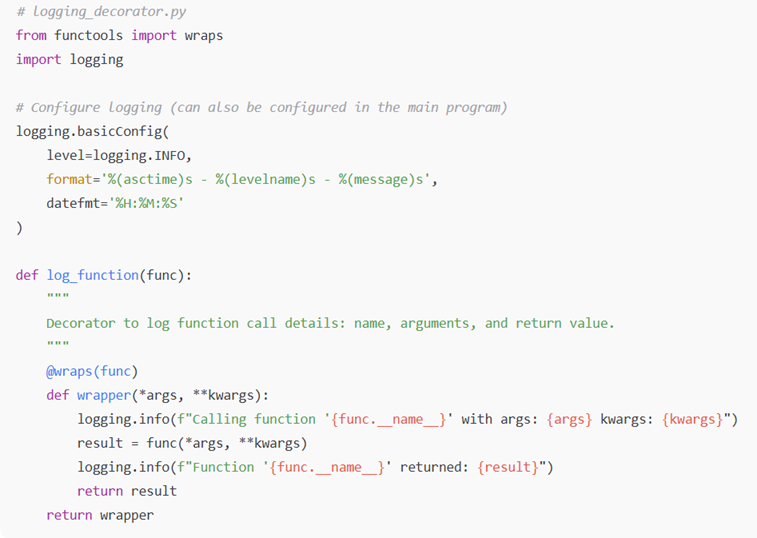 # logging_decorator.py
from functools import wraps
import logging

# Configure logging (can also be configured in the main program)
logging.basicConfig(
    level=logging.INFO,
    format='%(asctime)s - %(levelname)s - %(message)s',
    datefmt='%H:%M:%S'
)

def log_function(func):
    """
    Decorator to log function call details: name, arguments, and return value.
    """
    @wraps(func)
    def wrapper(*args, **kwargs):
        logging.info(f"Calling function '{func.__name__}' with args: {args} kwargs: {kwargs}")
        result = func(*args, **kwargs)
        logging.info(f"Function '{func.__name__}' returned: {result}")
        return result
    return wrapper